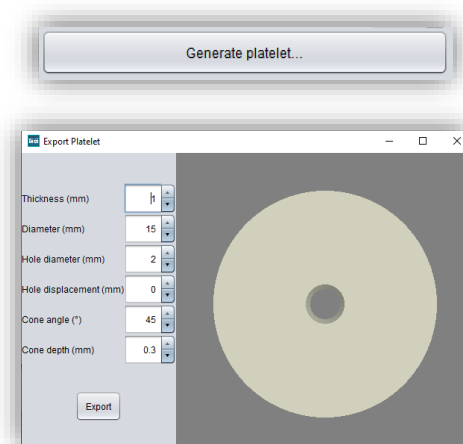 Generate platelet...
Export Platelet
Thickness (mm) 1
Diameter (mm) 15
Hole diameter (mm) 2
Hole displacement (mm) 0
Cone angle (°) 45
Cone depth (mm) 0.3
Export